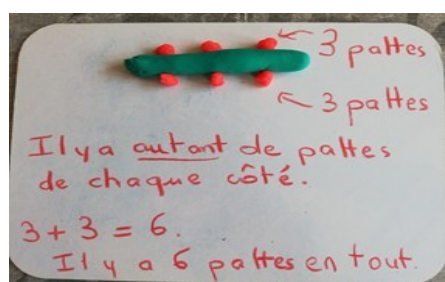 3 pattes
3 pattes
Il y a autant de pattes
de chaque côté.
3 + 3 = 6.
Il y a 6 pattes en tout.